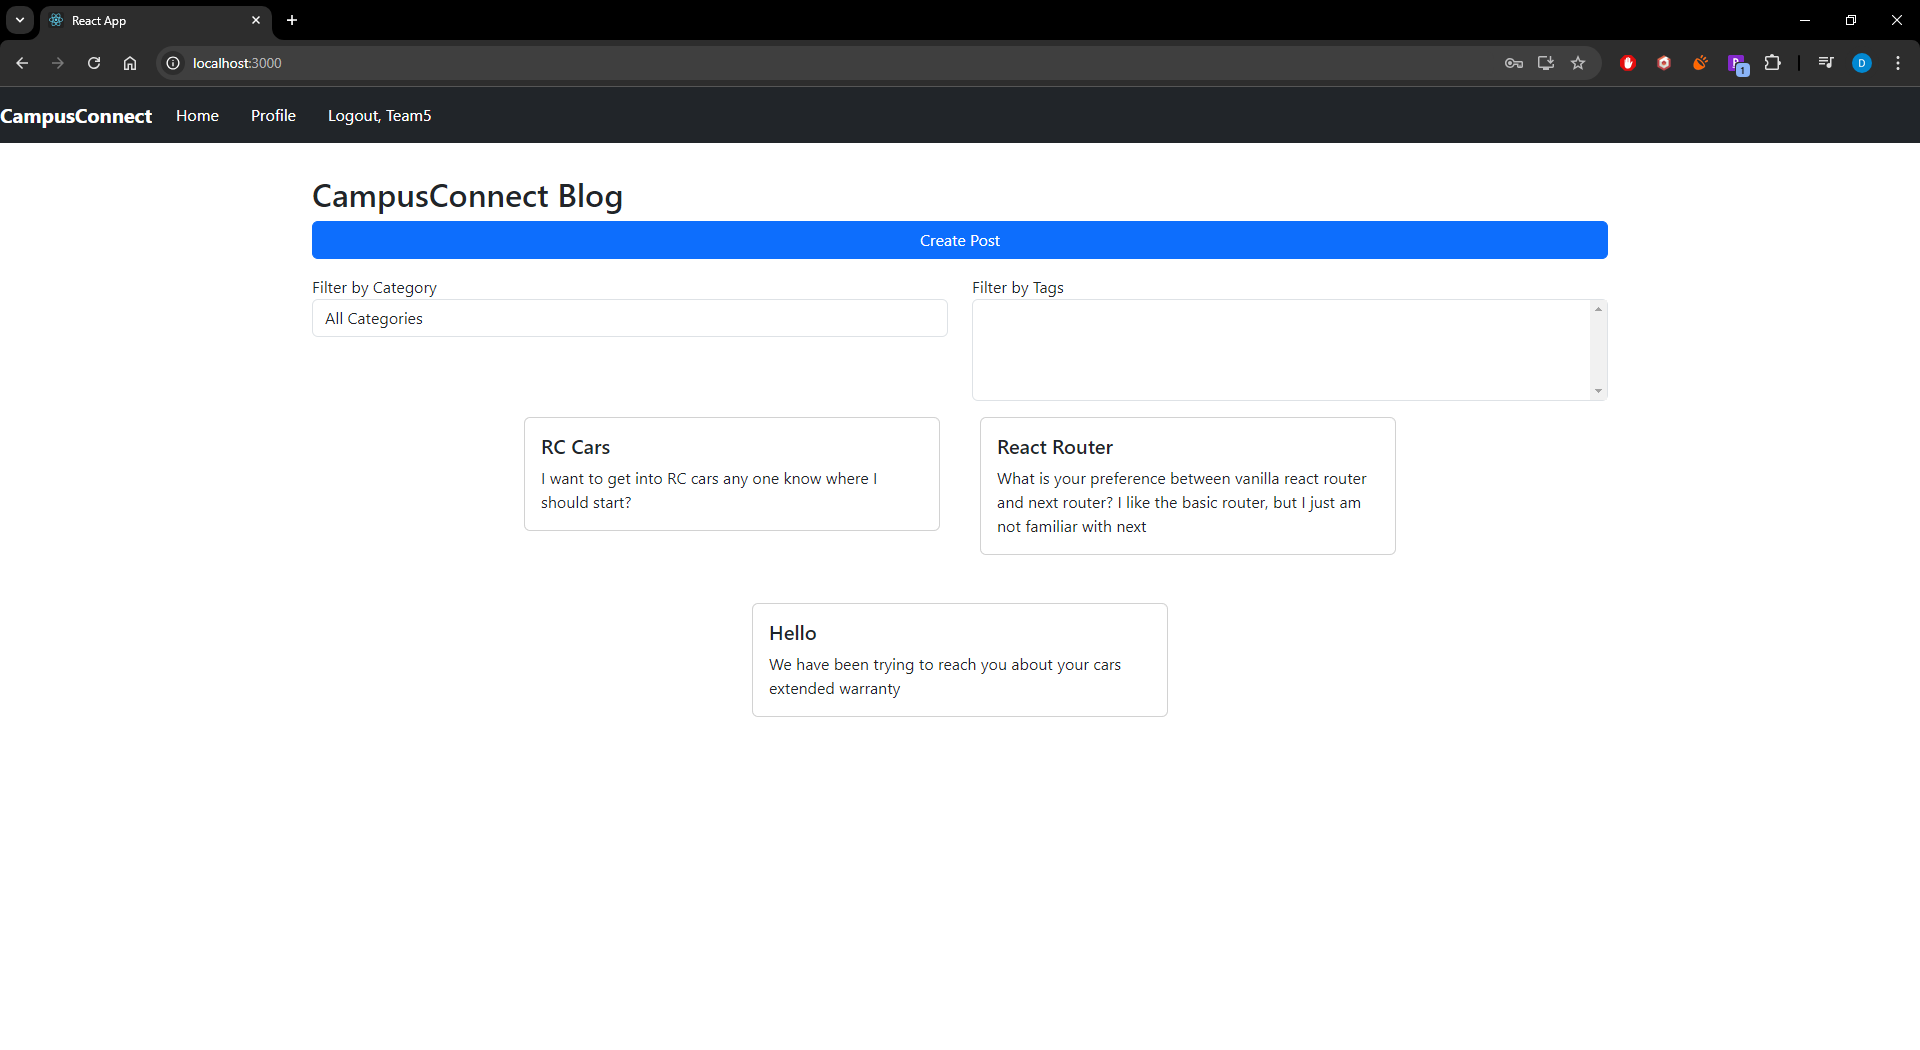 React App
localhost:3000
D
1
CampusConnect Home Profile Logout, Team5
CampusConnect Blog
Create Post
Filter by Category
Filter by Tags
All Categories
RC Cars
I want to get into RC cars any one know where I
should start?
React Router
What is your preference between vanilla react router
and next router? I like the basic router, but I just am
not familiar with next
Hello
We have been trying to reach you about your cars
extended warranty